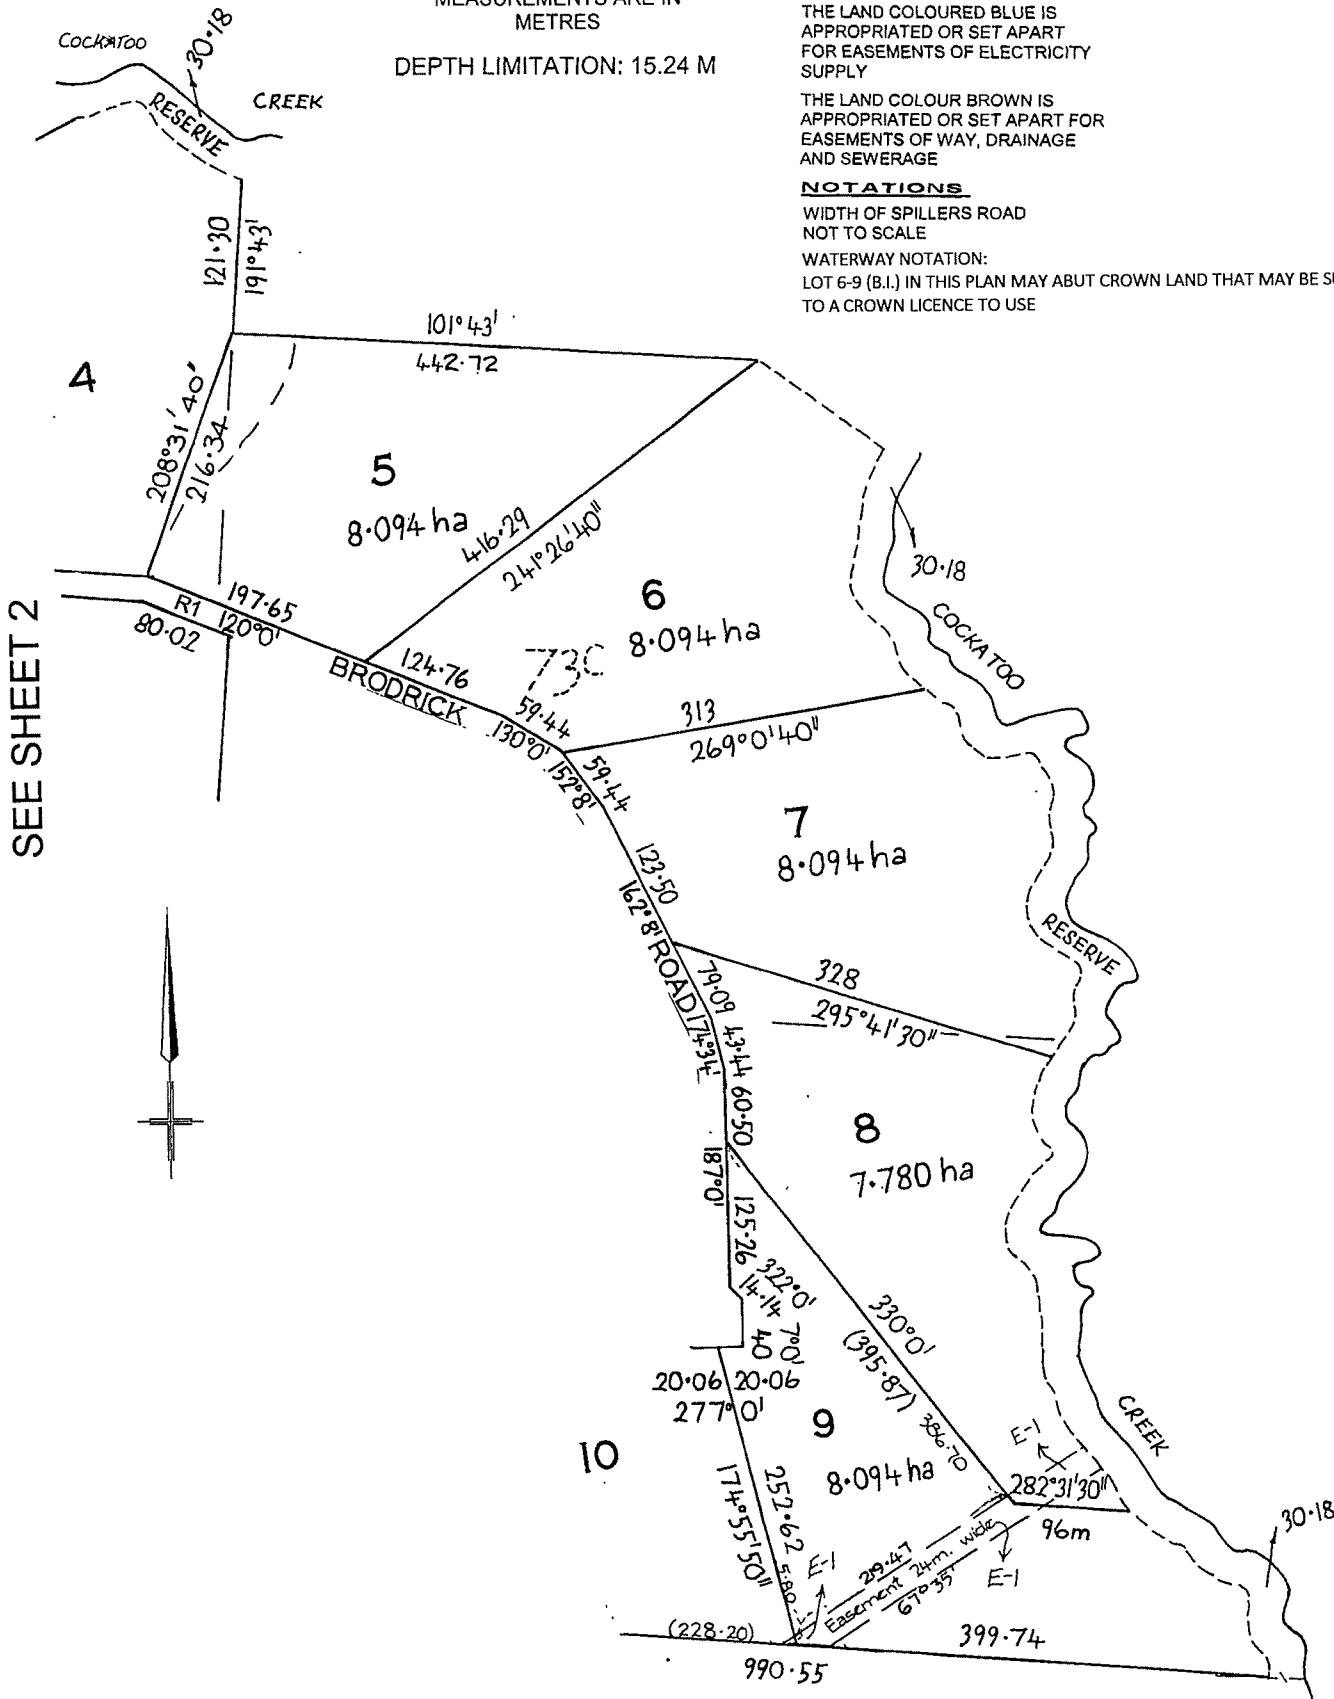 MEASUREMENTS ARE IN
METRES
DEPTH LIMITATION: 15.24 M
THE LAND COLOURED BLUE IS
APPROPRIATED OR SET APART
FOR EASEMENTS OF ELECTRICITY
SUPPLY
THE LAND COLOUR BROWN IS
APPROPRIATED OR SET APART FOR
EASEMENTS OF WAY, DRAINAGE
AND SEWERAGE
NOTATIONS
WIDTH OF SPILLERS ROAD
NOT TO SCALE
WATERWAY NOTATION:
LOT 6-9 (B.I.) IN THIS PLAN MAY ABUT CROWN LAND THAT MAY BE
TO A CROWN LICENCE TO USE
COCKATOO
30.18
CREEK
RESERVE
121.30
191°43'
101°43'
442.72
4
208°31'40'
216.34
5
8.094 ha
416.29
241°26'40"
6
8.094 ha
73C
30.18
COCKATOO
SEE SHEET 2
R1
197.65
120°0'
80.02
BRODRICK
124.76
59.44
130°0'
313
269°0'40"
59.44
152°8'
7
8.094 ha
123.50
162°8'
ROAD
RESERVE
328
295°41'30"
79.09
174°34'
43.44
60.50
8
7.780 ha
187°0'
125.26
322°0'
14.14
7°0'
40
330°0'
(395.87)
386.70
20.06
20.06
277°0'
9
8.094 ha
10
CREEK
E-1
282°31'30"
96m
30.18
252.62
174°55'50"
5.80
E-1
219.47
Easement 24m. wide
67°35'
E-1
(228.20)
399.74
990.55